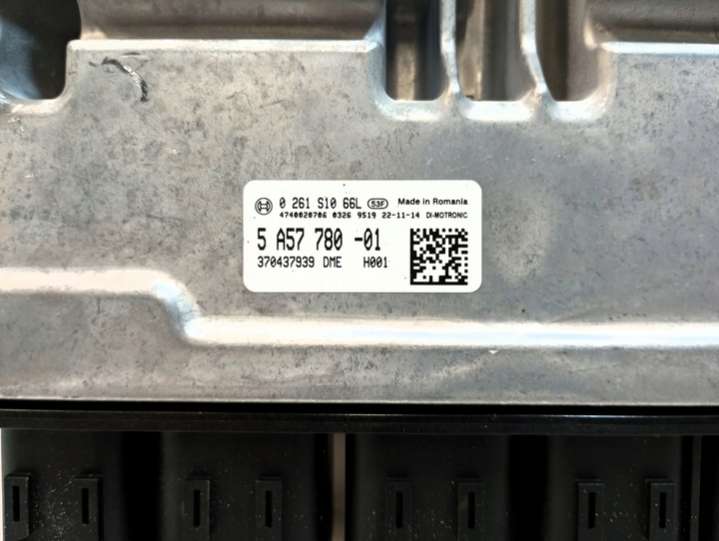 0 261 S10 66L S3F Made in Romania
4740020706 0326 9519 22-11-14 DI-MOTRONIC
5 A57 780 -01
370437939 DME H001